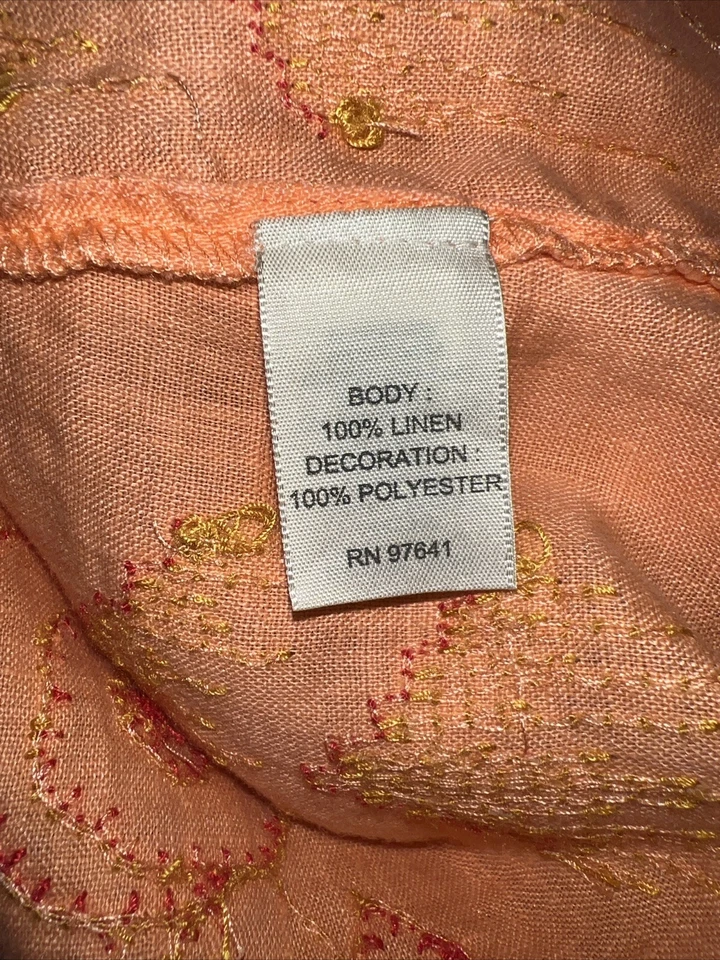 BODY :
100% LINEN
DECORATION :
100% POLYESTER
RN 97641